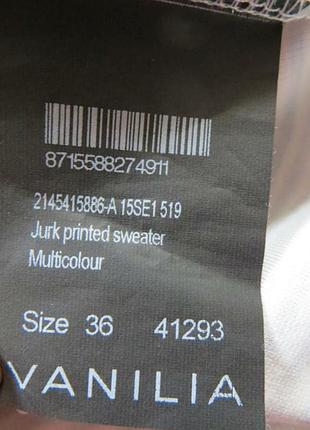 8715588274911
2145415886-A 15SE1 519
Jurk printed sweater
Multicolour
Size 36 41293
VANILIA